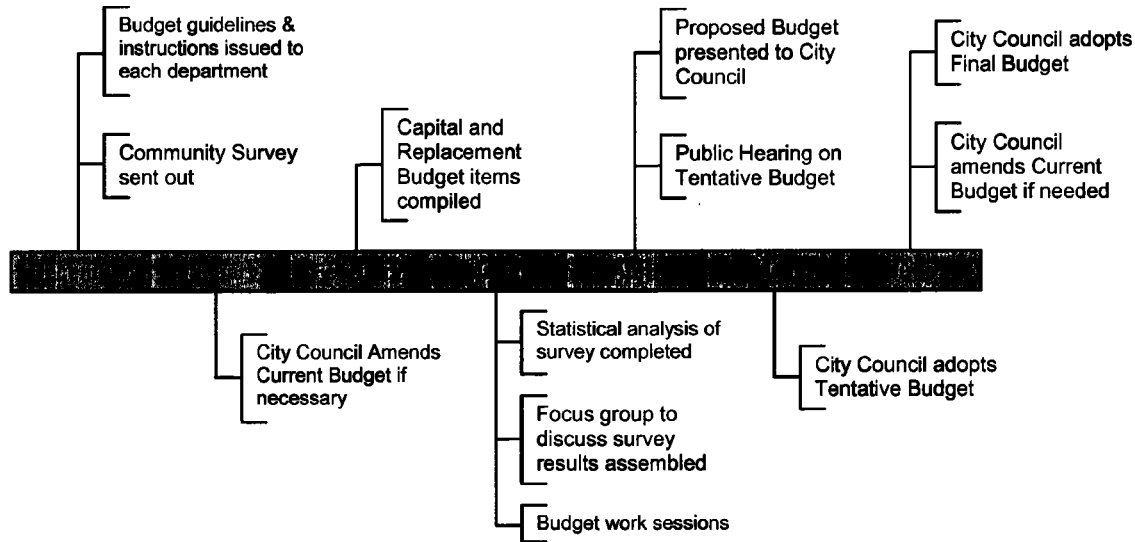 Budget guidelines &
instructions issued to
each department
Community Survey
sent out
Capital and
Replacement
Budget items
compiled
Proposed Budget
presented to City
Council
Public Hearing on
Tentative Budget
City Council adopts
Final Budget
City Council
amends Current
Budget if needed
City Council Amends
Current Budget if
necessary
Statistical analysis of
survey completed
Focus group to
discuss survey
results assembled
Budget work sessions
City Council adopts
Tentative Budget